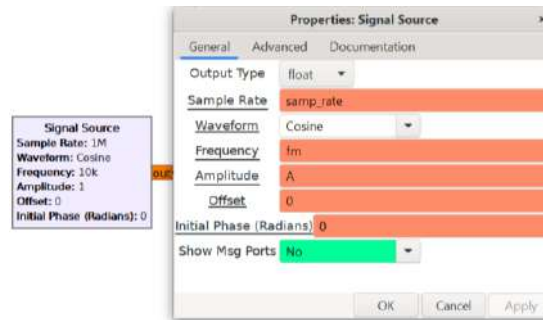 Properties: Signal Source
General Advanced Documentation
Output Type float
Sample Rate samp_rate
Waveform Cosine
Frequency fm
Amplitude A
Offset 0
Initial Phase (Radians) 0
Show Msg Ports No
OK Cancel Apply
Signal Source
Sample Rate: 1M
Waveform: Cosine
Frequency: 10k
Amplitude: 1
Offset: 0
Initial Phase (Radians): 0